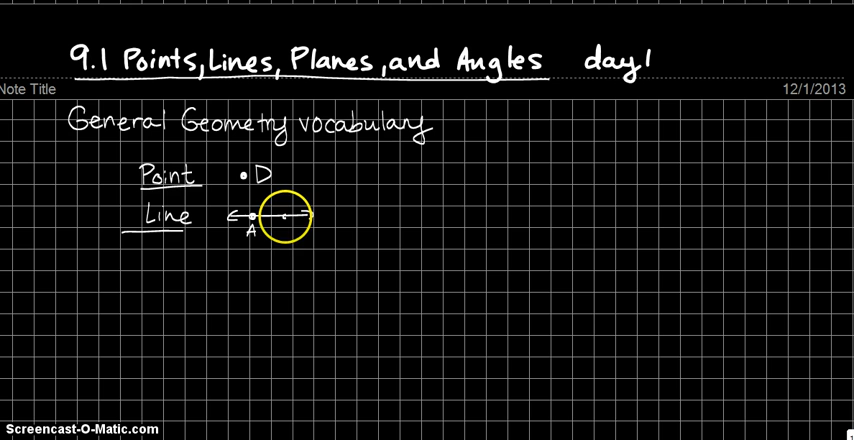 9.1 Points, Lines, Planes, and Angles day 1
Note Title
12/1/2013
General Geometry vocabulary
Point D
Line
A
Screencast-O-Matic.com